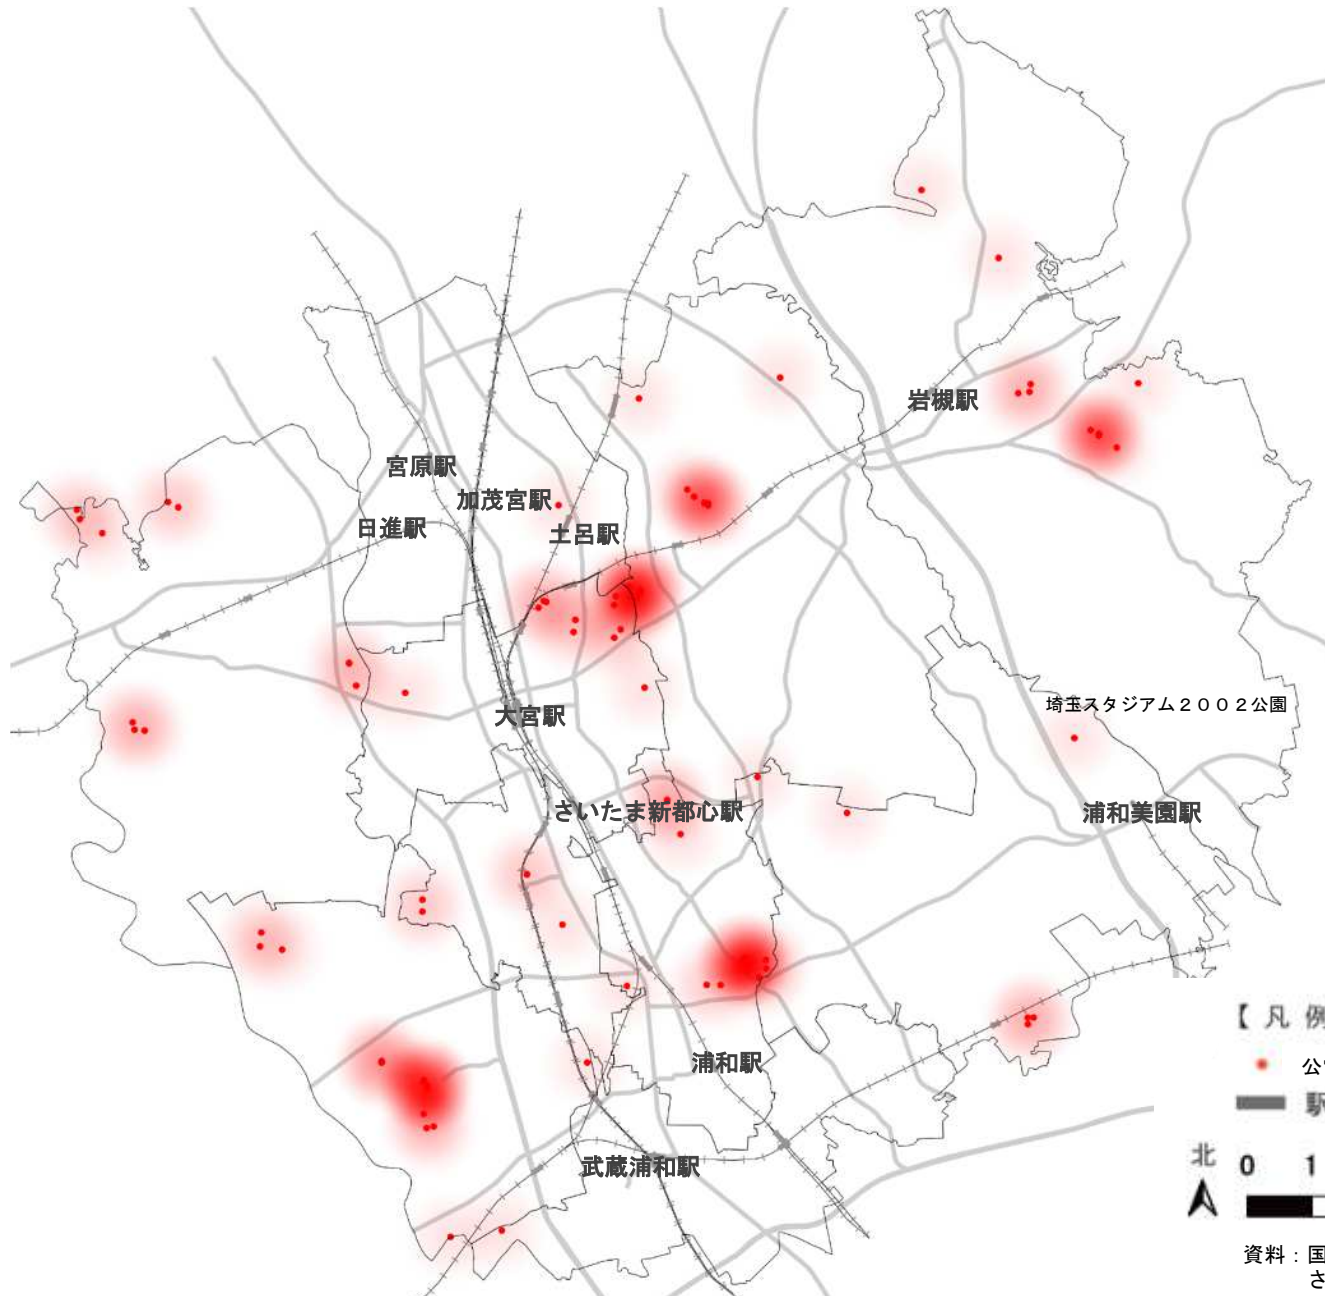 岩槻駅
宮原駅
加茂宮駅
日進駅
土呂駅
埼玉スタジアム２００２公園
大宮駅
さいたま新都心駅
浦和美園駅
【 凡 例
浦和駅
駅
北
0 1
武蔵浦和駅
資料：国
さ